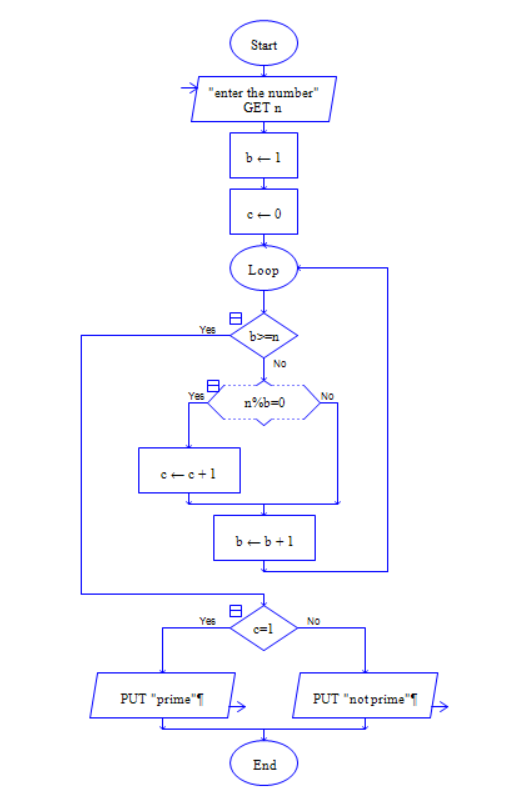 Start
"enter the number"
GET n
b ← 1
c ← 0
Loop
Yes
b>=n
No
Yes
n%b=0
No
c ← c + 1
b ← b + 1
Yes
c=1
No
PUT "prime"¶
PUT "not prime"¶
End